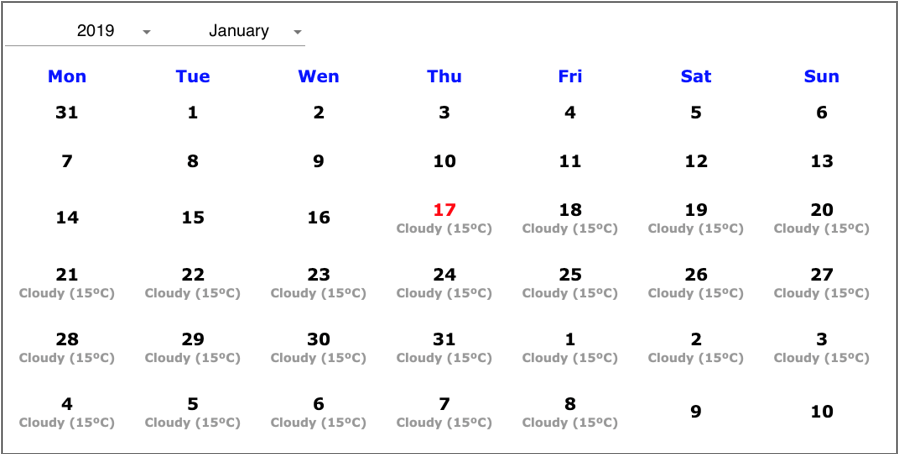 2019 January
Mon Tue Wen Thu Fri Sat Sun
31 1 2 3 4 5 6
7 8 9 10 11 12 13
14 15 16 17 18 19 20
Cloudy (15ºC) Cloudy (15ºC) Cloudy (15ºC) Cloudy (15ºC)
21 22 23 24 25 26 27
Cloudy (15ºC) Cloudy (15ºC) Cloudy (15ºC) Cloudy (15ºC) Cloudy (15ºC) Cloudy (15ºC) Cloudy (15ºC)
28 29 30 31 1 2 3
Cloudy (15ºC) Cloudy (15ºC) Cloudy (15ºC) Cloudy (15ºC) Cloudy (15ºC) Cloudy (15ºC) Cloudy (15ºC)
4 5 6 7 8 9 10
Cloudy (15ºC) Cloudy (15ºC) Cloudy (15ºC) Cloudy (15ºC) Cloudy (15ºC)